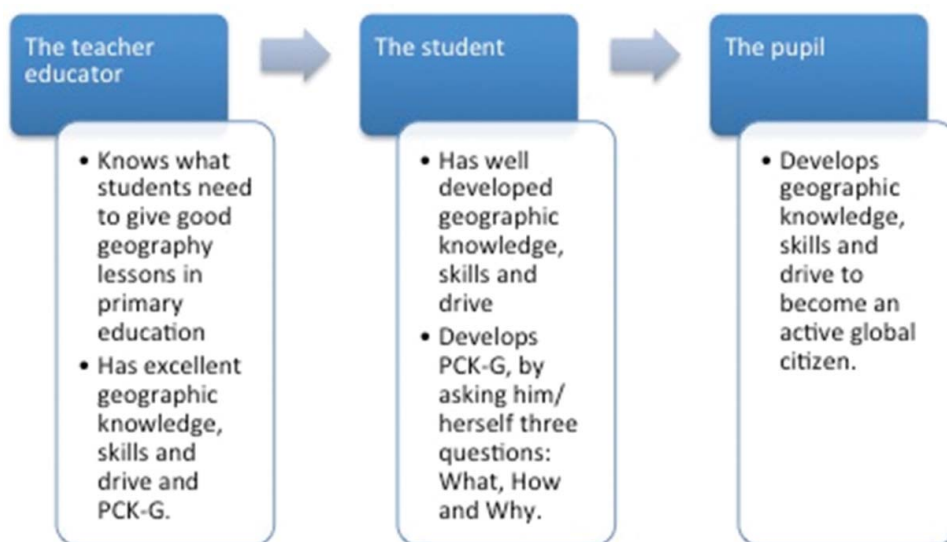 The teacher
educator
• Knows what
students need
to give good
geography
lessons in
primary
education
• Has excellent
geographic
knowledge,
skills and
drive and
PCK-G.
The student
• Has well
developed
geographic
knowledge,
skills and
drive
• Develops
PCK-G, by
asking him/
herself three
questions:
What, How
and Why.
The pupil
• Develops
geographic
knowledge,
skills and
drive to
become an
active global
citizen.